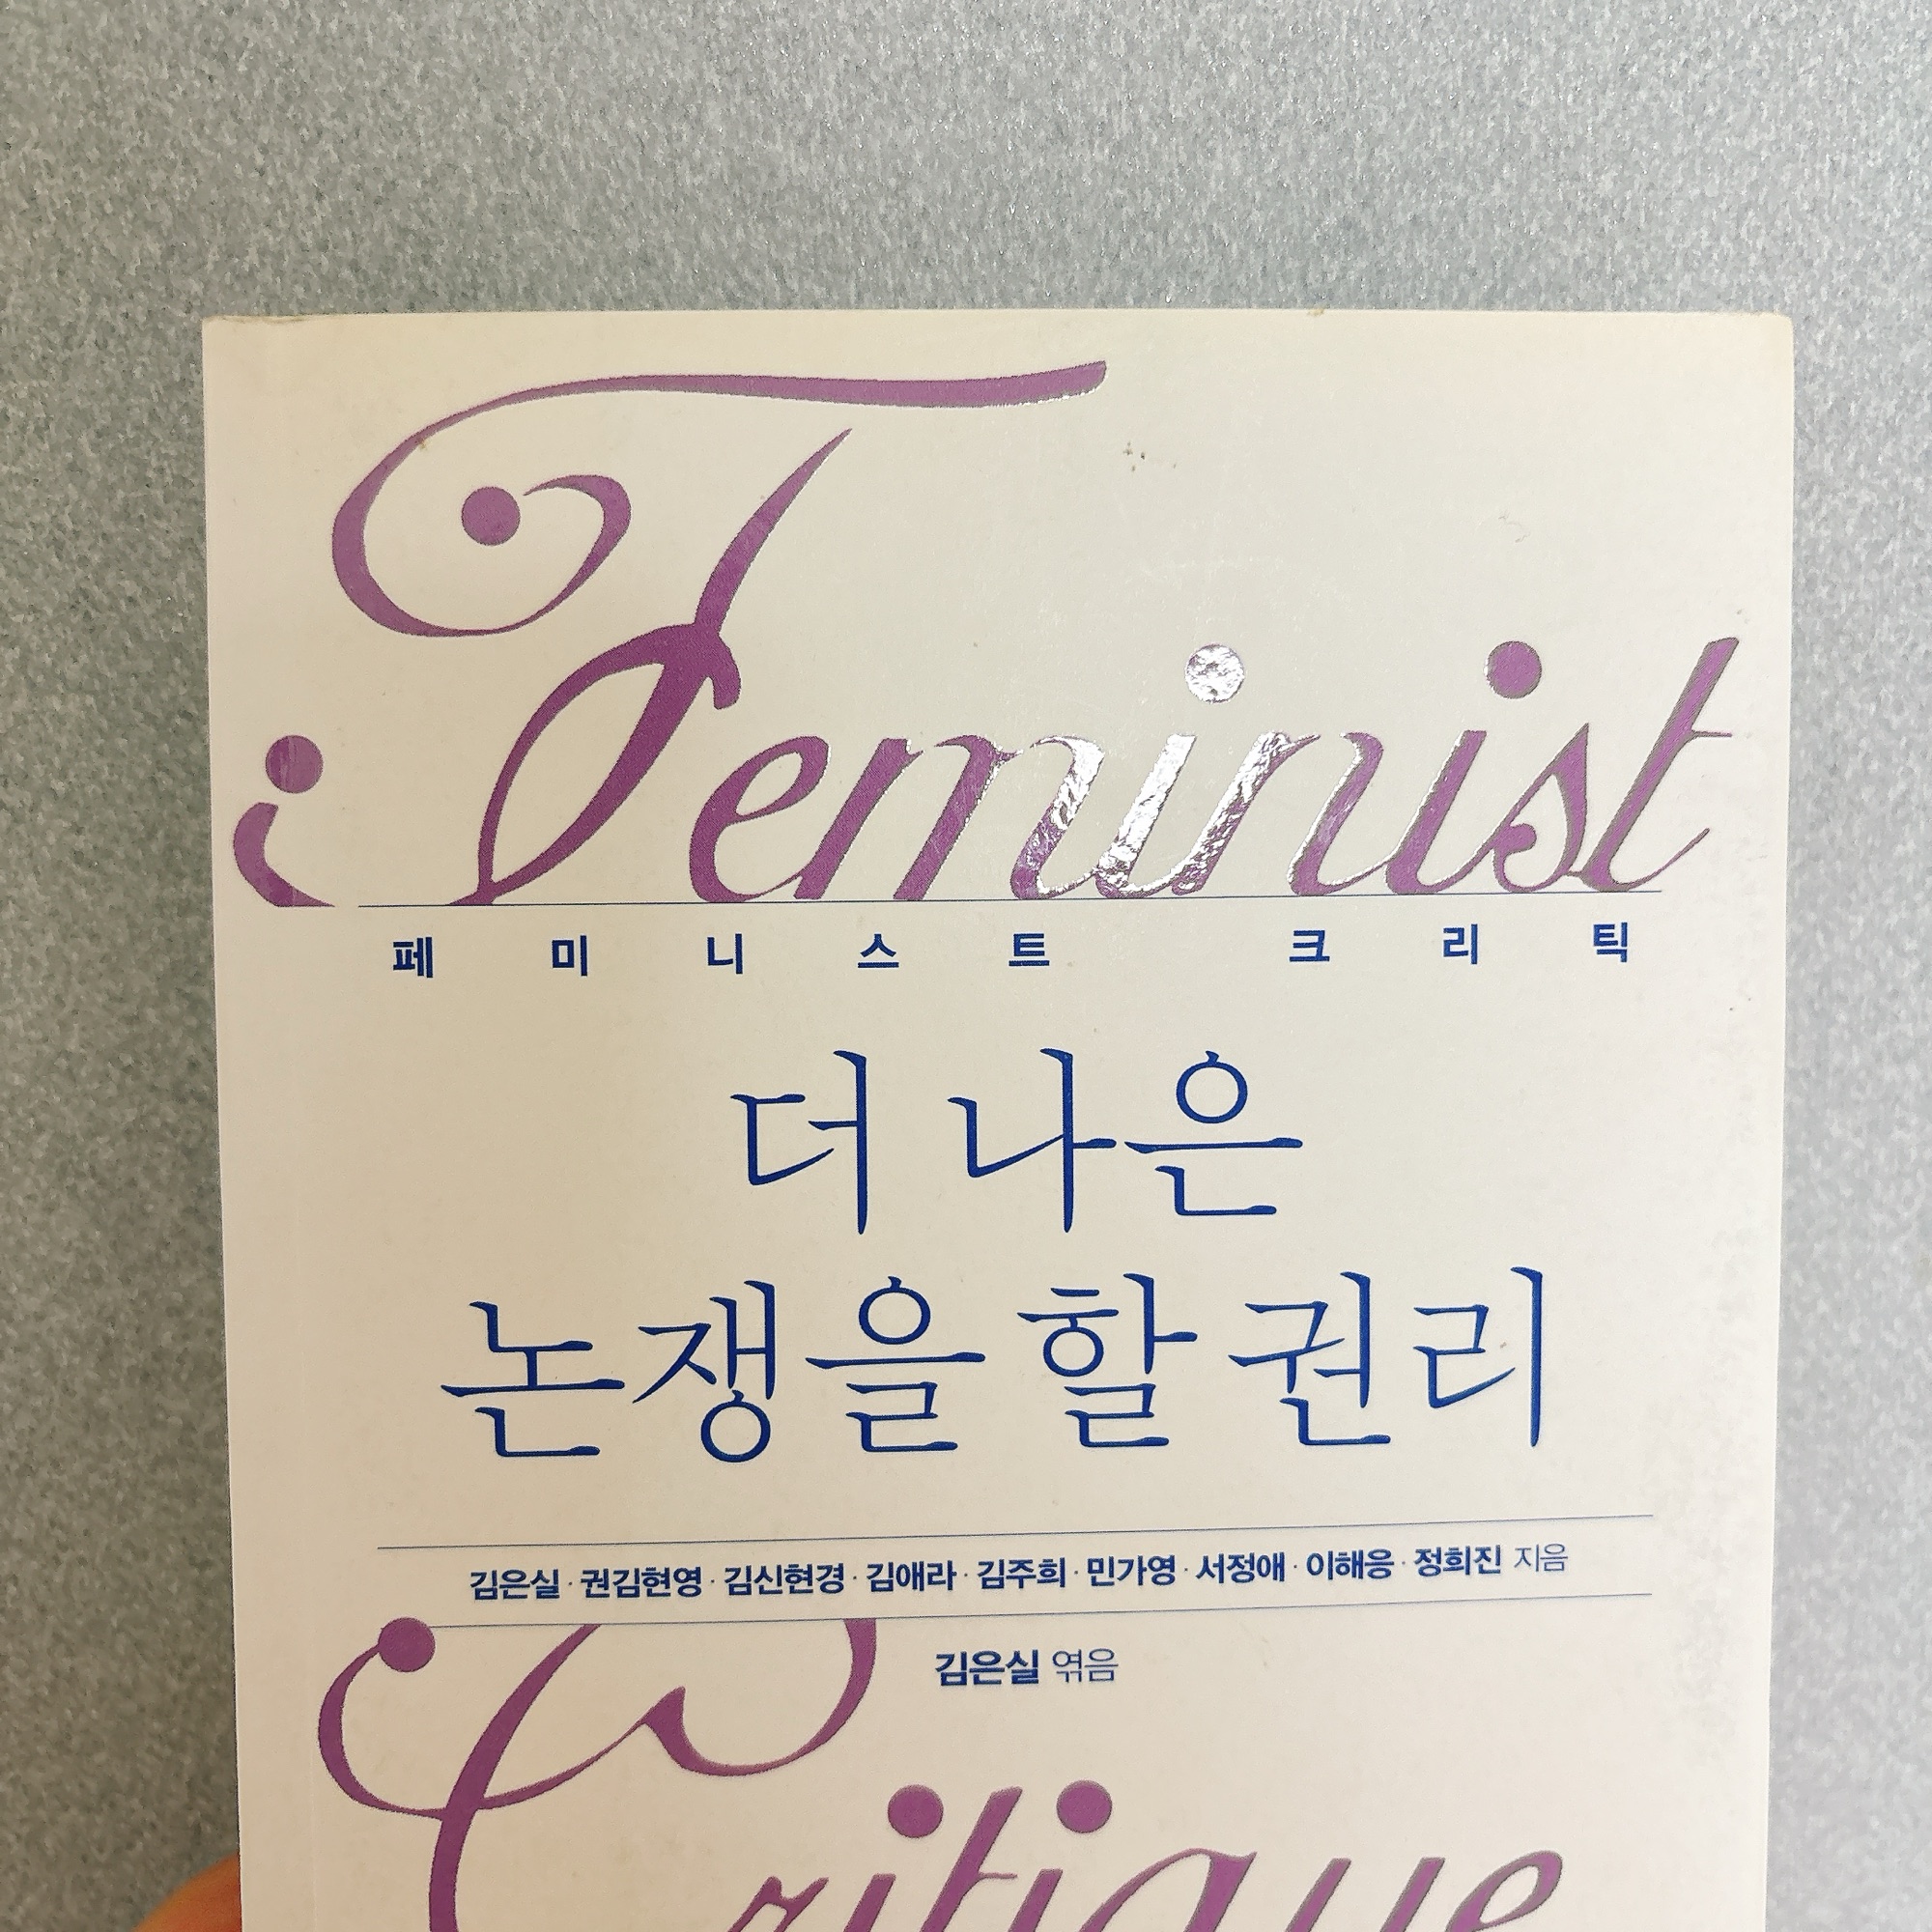 Feminist
페미니스트 크리틱
더 나은
논쟁을 할 권리
김은실·권김현영·김신현경·김애라·김주희·민가영·서정애·이해응·정희진 지음
김은실 엮음
Critique